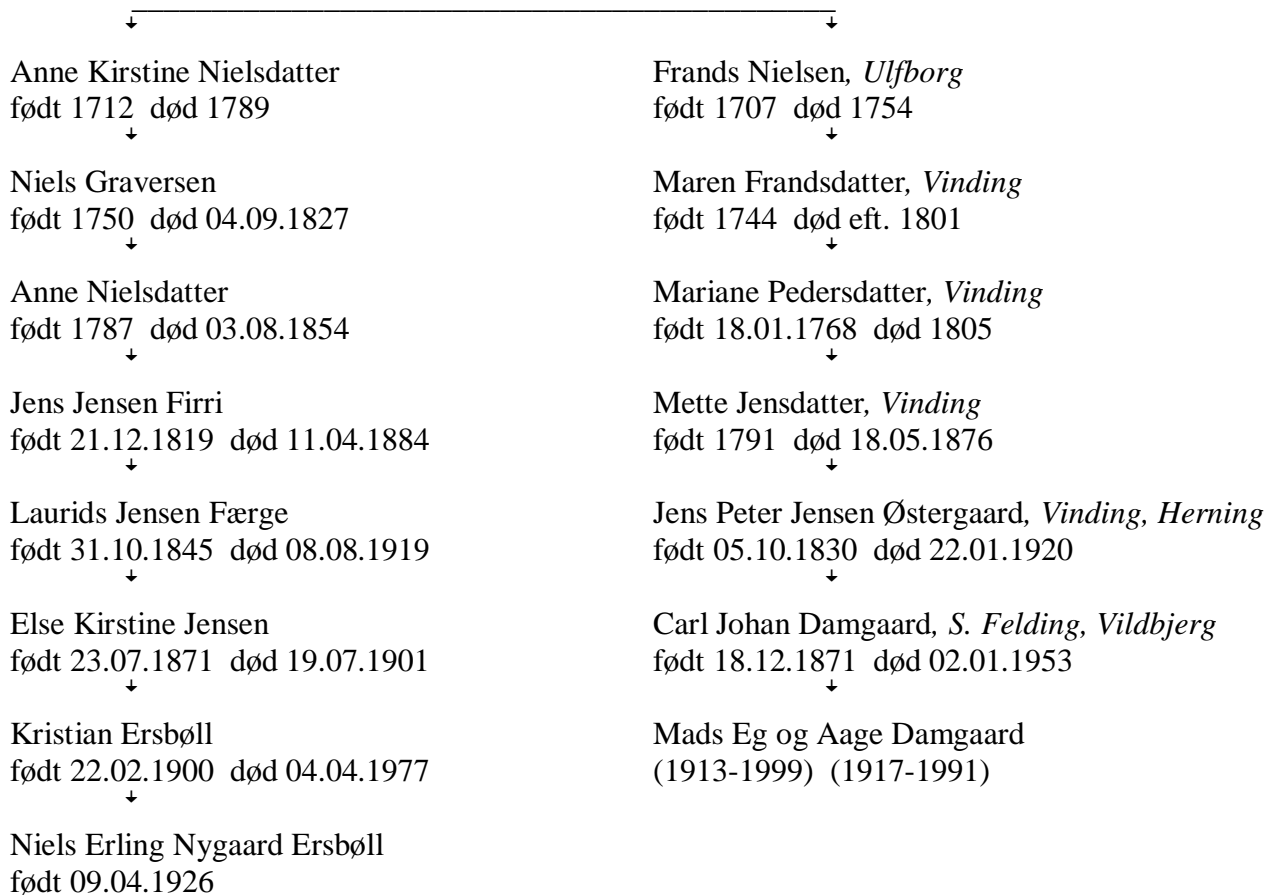 Anne Kirstine Nielsdatter
født 1712 død 1789
Niels Graversen
født 1750 død 04.09.1827
Anne Nielsdatter
født 1787 død 03.08.1854
Jens Jensen Firri
født 21.12.1819 død 11.04.1884
Laurids Jensen Færge
født 31.10.1845 død 08.08.1919
Else Kirstine Jensen
født 23.07.1871 død 19.07.1901
Kristian Ersbøll
født 22.02.1900 død 04.04.1977
Niels Erling Nygaard Ersbøll
født 09.04.1926
Frands Nielsen, Ulfborg
født 1707 død 1754
Maren Frandsdatter, Vinding
født 1744 død eft. 1801
Mariane Pedersdatter, Vinding
født 18.01.1768 død 1805
Mette Jensdatter, Vinding
født 1791 død 18.05.1876
Jens Peter Jensen Østergaard, Vinding, Herning
født 05.10.1830 død 22.01.1920
Carl Johan Damgaard, S. Felding, Vildbjerg
født 18.12.1871 død 02.01.1953
Mads Eg og Aage Damgaard
(1913-1999) (1917-1991)